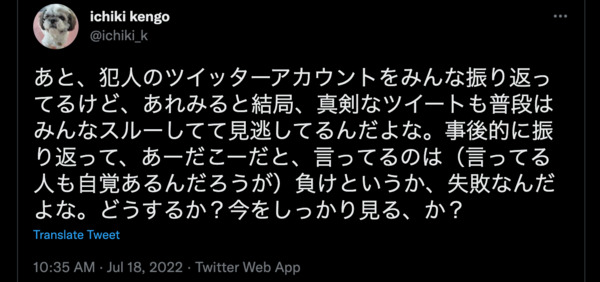 ichiki kengo
@ichiki_k
あと、犯人のツイッターアカウントをみんな振り返っ
てるけど、あれみると結局、真剣なツイートも普段は
みんなスルーしてて見逃してるんだよな。事後的に振
り返って、あーだこーだと、言ってるのは（言ってる
人も自覚あるんだろうが）負けというか、失敗なんだ
よな。どうするか？今をしっかり見る、か？
Translate Tweet
10:35 AM · Jul 18, 2022 · Twitter Web App